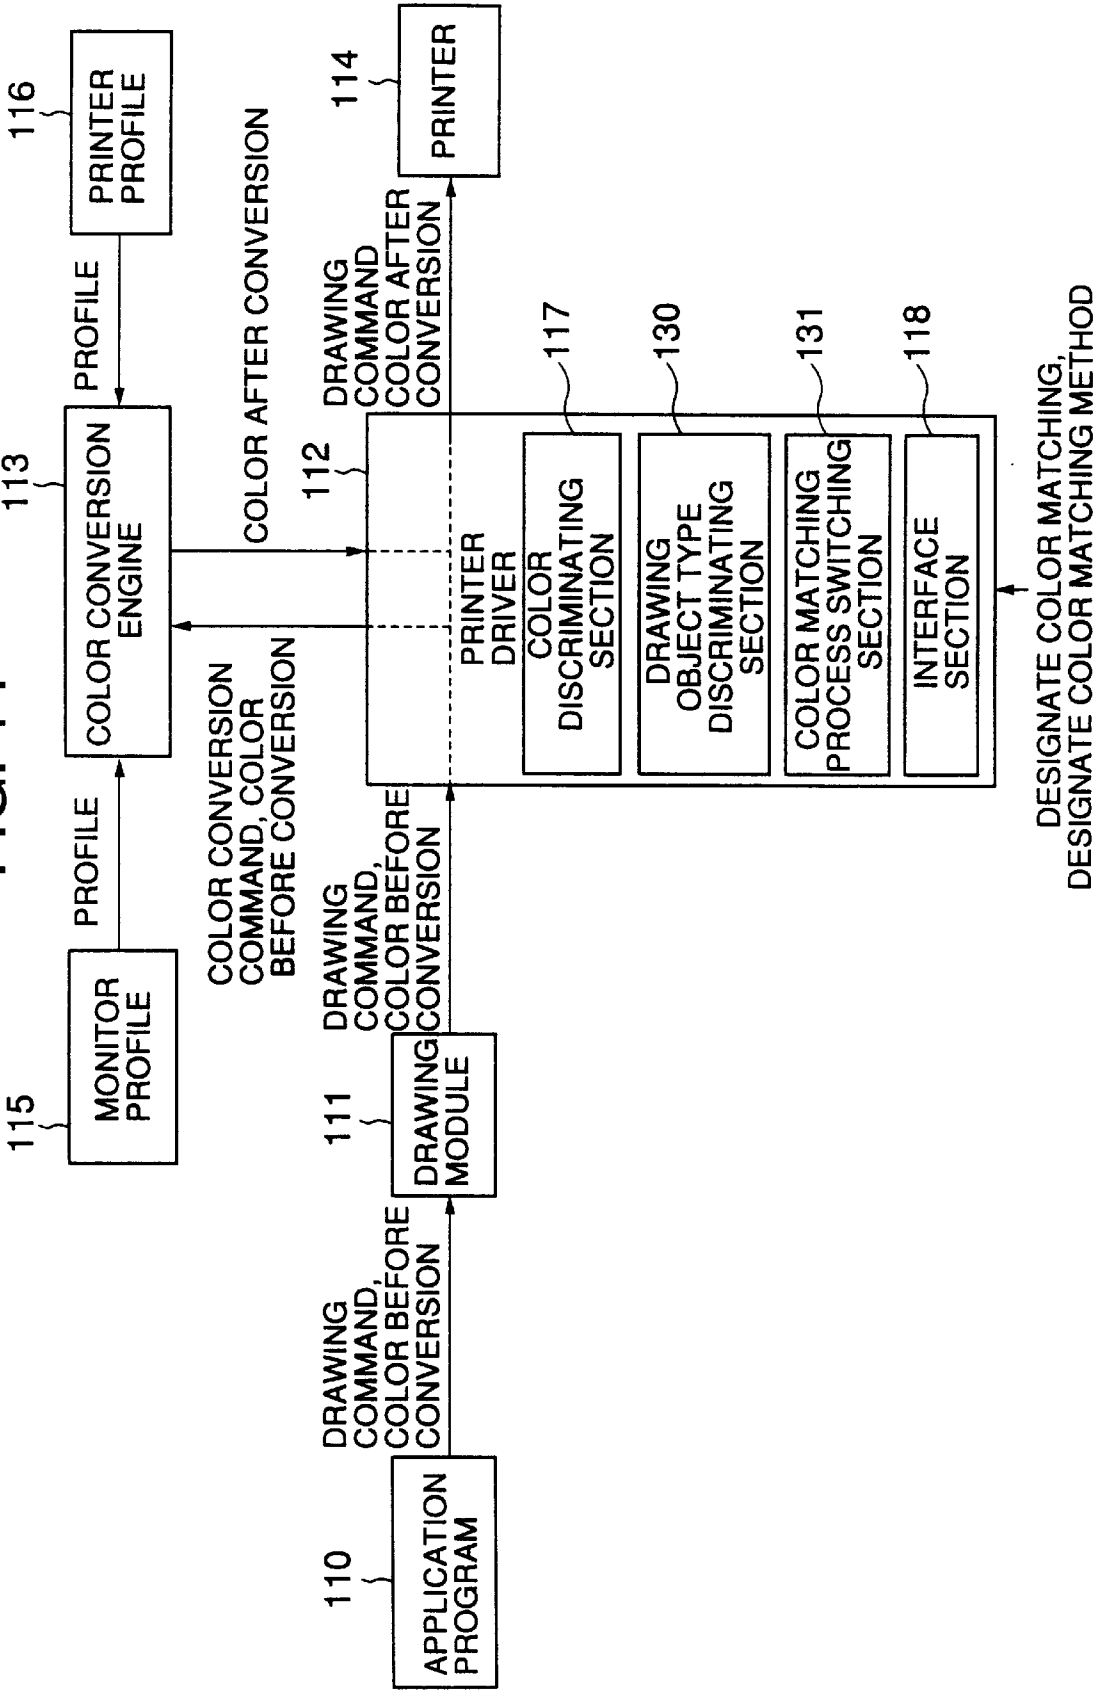 115
MONITOR
PROFILE
PROFILE
113
COLOR CONVERSION
ENGINE
PROFILE
116
PRINTER
PROFILE
COLOR CONVERSION
COMMAND, COLOR
BEFORE CONVERSION
COLOR AFTER CONVERSION
110
APPLICATION
PROGRAM
DRAWING
COMMAND,
COLOR BEFORE
CONVERSION
111
DRAWING
MODULE
DRAWING
COMMAND,
COLOR BEFORE
CONVERSION
112
PRINTER
DRIVER
DRAWING
COMMAND
COLOR AFTER
CONVERSION
114
PRINTER
COLOR
DISCRIMINATING
SECTION
117
DRAWING
OBJECT TYPE
DISCRIMINATING
SECTION
130
COLOR MATCHING
PROCESS SWITCHING
SECTION
131
INTERFACE
SECTION
118
DESIGNATE COLOR MATCHING,
DESIGNATE COLOR MATCHING METHOD